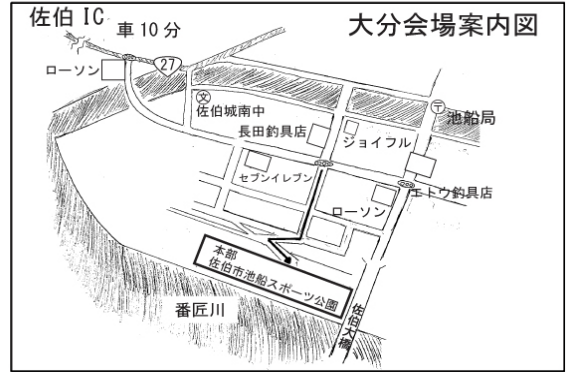 佐伯 IC
車 10 分
大分会場案内図
27
ローソン
文
佐伯城南中
長田釣具店
ジョイフル
〒
池船局
セブンイレブン
ローソン
エトウ釣具店
本部
佐伯市池船スポーツ公園
番匠川
佐伯大橋